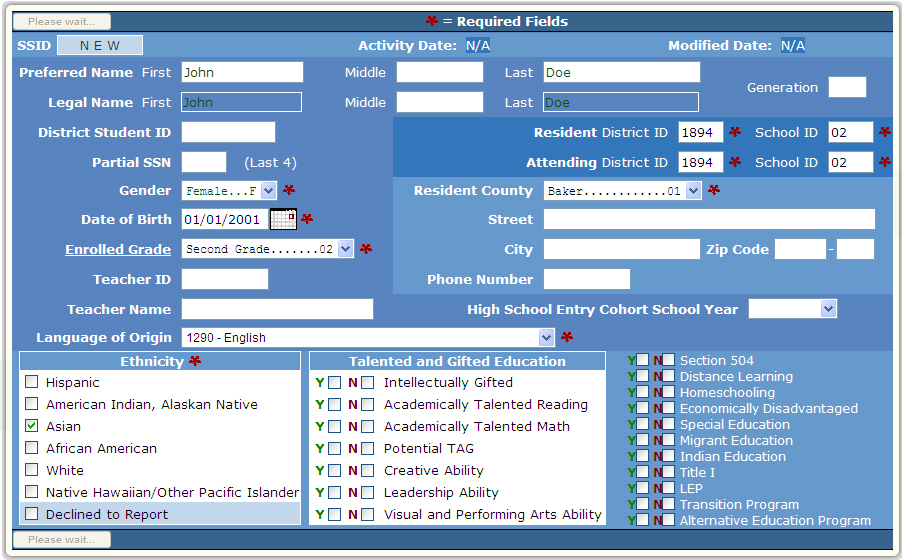 Please wait...
* = Required Fields
SSID NEW Activity Date: N/A Modified Date: N/A
Preferred Name First John Middle Last Doe
Generation
Legal Name First John Middle Last Doe
District Student ID
Resident District ID 1894 * School ID 02 *
Partial SSN (Last 4)
Attending District ID 1894 * School ID 02 *
Gender Female...F *
Resident County Baker............01 *
Date of Birth 01/01/2001 *
Street
Enrolled Grade Second Grade.......02 *
City Zip Code -
Teacher ID
Phone Number
Teacher Name
High School Entry Cohort School Year
Language of Origin 1290 - English *
Ethnicity *
Hispanic
American Indian, Alaskan Native
Asian
African American
White
Native Hawaiian/Other Pacific Islander
Declined to Report
Talented and Gifted Education
Y N Intellectually Gifted
Y N Academically Talented Reading
Y N Academically Talented Math
Y N Potential TAG
Y N Creative Ability
Y N Leadership Ability
Y N Visual and Performing Arts Ability
Y N Section 504
Y N Distance Learning
Y N Homeschooling
Y N Economically Disadvantaged
Y N Special Education
Y N Migrant Education
Y N Indian Education
Y N Title I
Y N LEP
Y N Transition Program
Y N Alternative Education Program
Please wait...